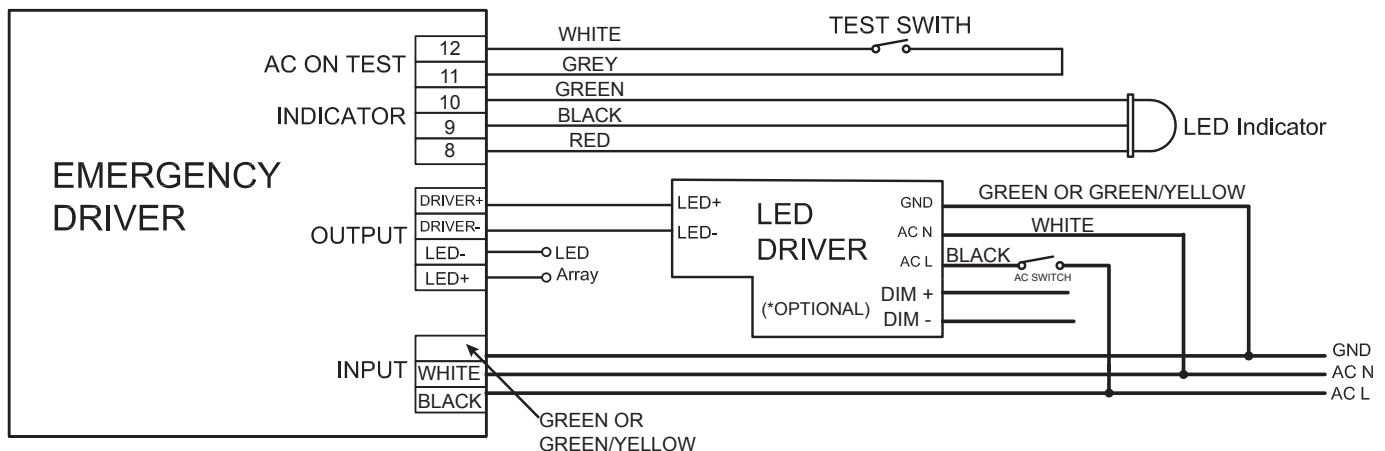 EMERGENCY
DRIVER
AC ON TEST
INDICATOR
OUTPUT
INPUT
12
11
10
9
8
DRIVER+
DRIVER-
LED-
LED+
WHITE
BLACK
WHITE
GREY
GREEN
BLACK
RED
TEST SWITH
LED Indicator
LED
Array
LED+
LED-
LED
DRIVER
(*OPTIONAL)
GND
AC N
AC L
DIM +
DIM -
GREEN OR GREEN/YELLOW
WHITE
BLACK
AC SWITCH
GND
AC N
AC L
GREEN OR
GREEN/YELLOW